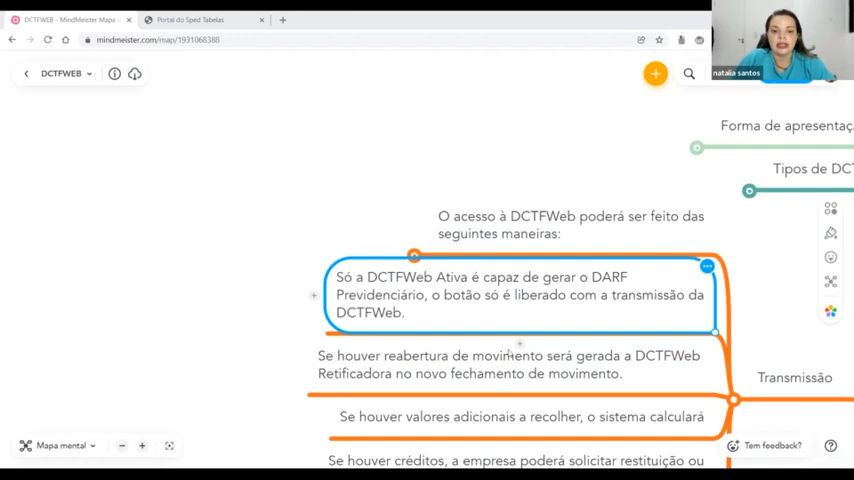 DCTFWEB - MindMeister Mapa
Portal do Sped Tabelas
mindmeister.com/map/1931068388
DCTFWEB
natalia santos
Forma de apresentaçã
Tipos de DCT
O acesso à DCTFWeb poderá ser feito das
seguintes maneiras:
Só a DCTFWeb Ativa é capaz de gerar o DARF
Previdenciário, o botão só é liberado com a transmissão da
DCTFWeb.
Se houver reabertura de movimento será gerada a DCTFWeb
Retificadora no novo fechamento de movimento.
Transmissão
Se houver valores adicionais a recolher, o sistema calculará
Se houver créditos, a empresa poderá solicitar restituição ou
Mapa mental
Tem feedback?